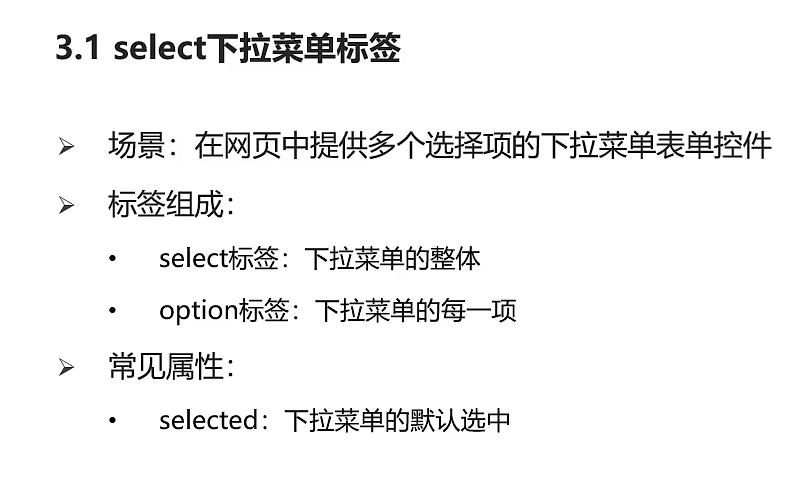 3.1 select下拉菜单标签
场景：在网页中提供多个选择项的下拉菜单表单控件
标签组成：
select标签：下拉菜单的整体
option标签：下拉菜单的每一项
常见属性：
selected：下拉菜单的默认选中